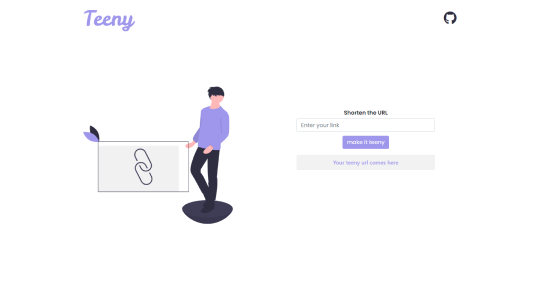 Teeny
Shorten the URL
Enter your link
make it teeny
Your teeny url comes here